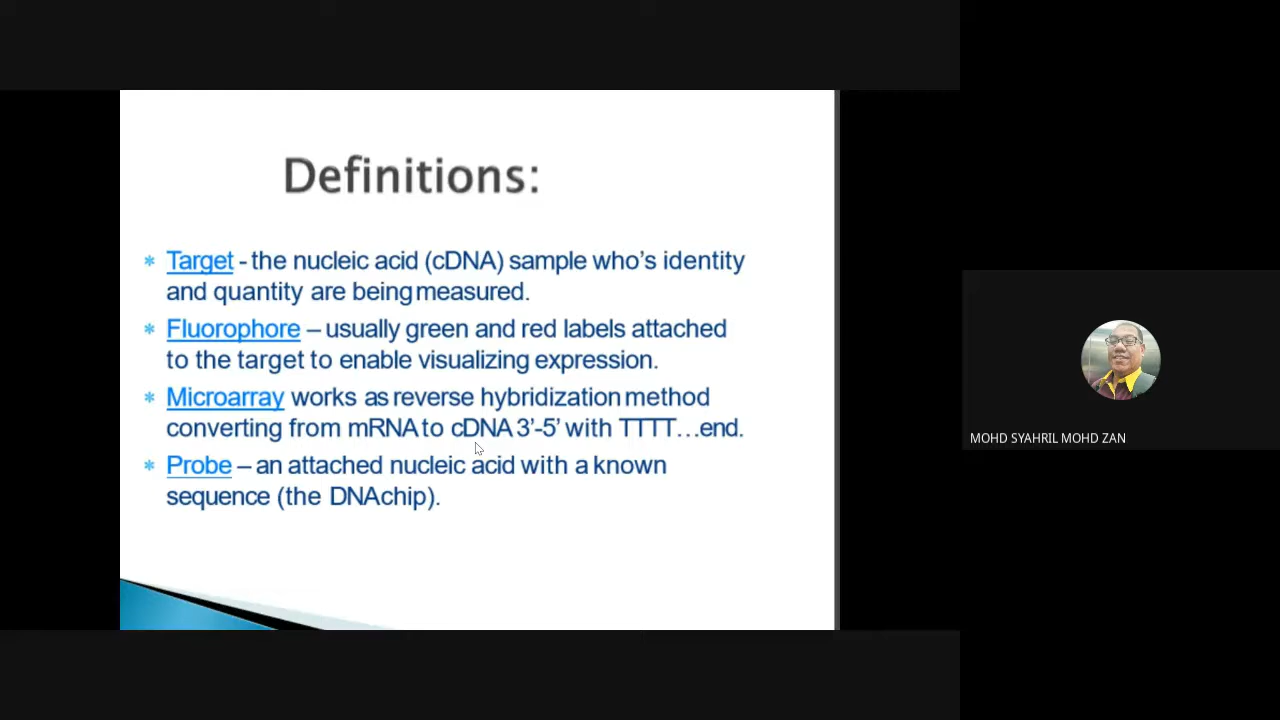 Definitions:
* Target - the nucleic acid (cDNA) sample who's identity
and quantity are being measured.
* Fluorophore – usually green and red labels attached
to the target to enable visualizing expression.
* Microarray works as reverse hybridization method
converting from mRNA to cDNA 3'-5' with TTTT…end.
* Probe – an attached nucleic acid with a known
sequence (the DNA chip).
MOHD SYAHRIL MOHD ZAN